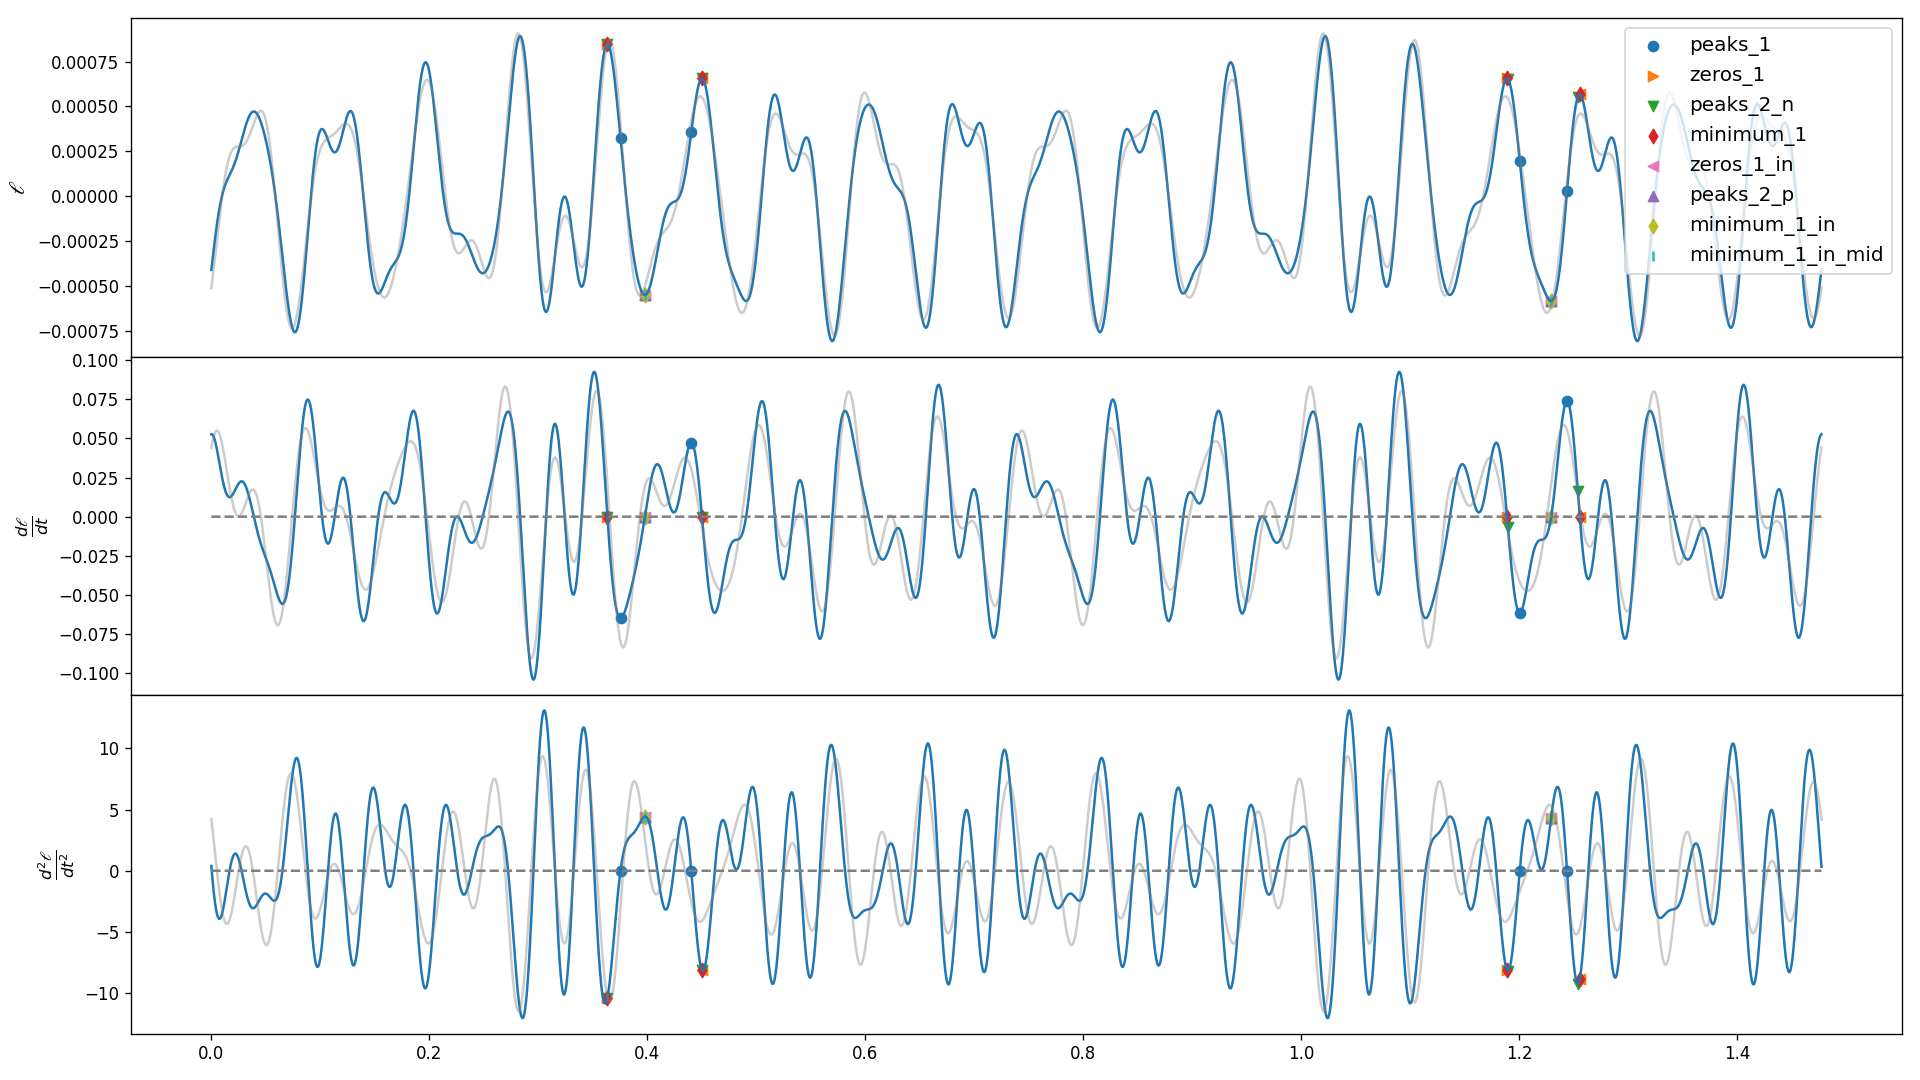 0.00075
0.00050
0.00025
0.00000
−0.00025
−0.00050
−0.00075
ℓ
peaks_1
zeros_1
peaks_2_n
minimum_1
zeros_1_in
peaks_2_p
minimum_1_in
minimum_1_in_mid
0.100
0.075
0.050
0.025
0.000
−0.025
−0.050
−0.075
−0.100
dℓ
dt
10
5
0
−5
−10
d²ℓ
dt²
0.0 0.2 0.4 0.6 0.8 1.0 1.2 1.4